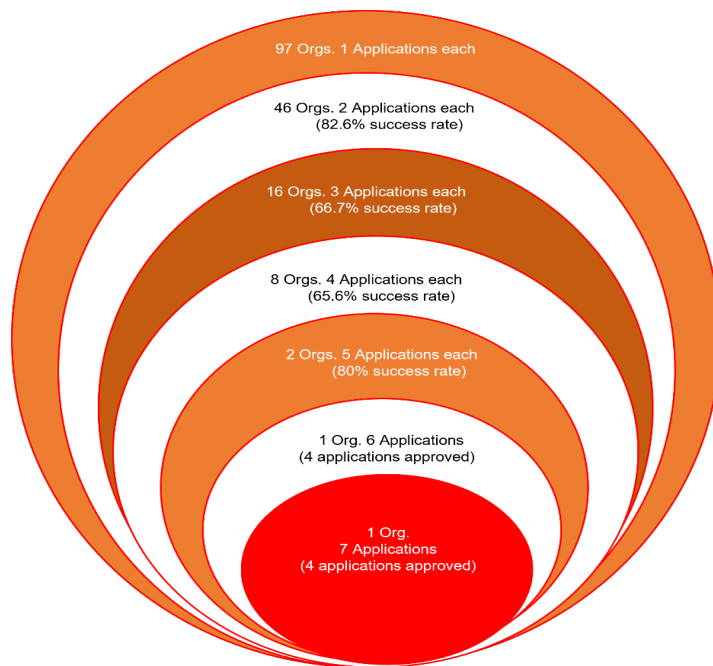 97 Orgs. 1 Applications each
46 Orgs. 2 Applications each
(82.6% success rate)
16 Orgs. 3 Applications each
(66.7% success rate)
8 Orgs. 4 Applications each
(65.6% success rate)
2 Orgs. 5 Applications each
(80% success rate)
1 Org. 6 Applications
(4 applications approved)
1 Org.
7 Applications
(4 applications approved)